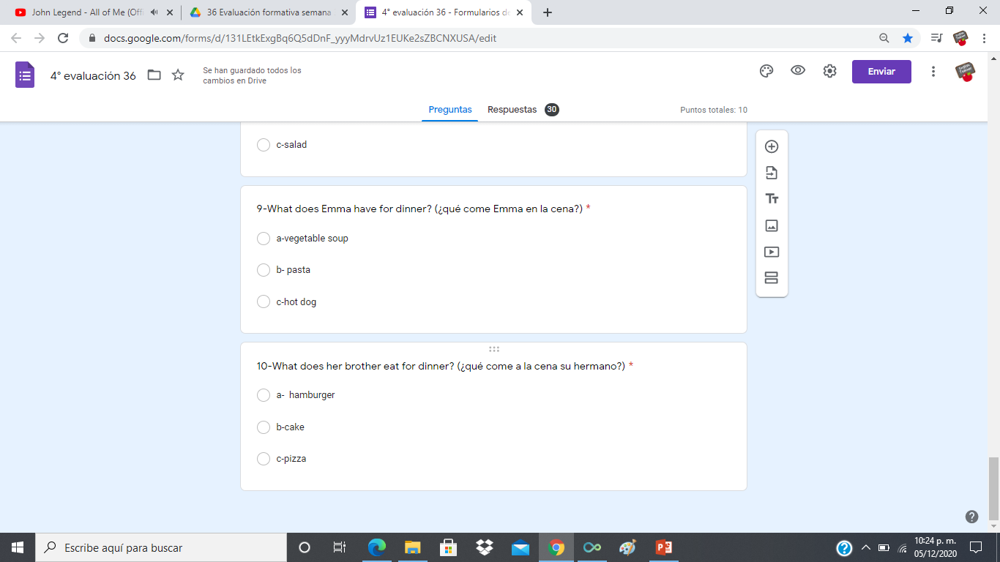 John Legend - All of Me (Offi
36 Evaluación formativa semana
4° evaluación 36 - Formularios de
docs.google.com/forms/d/131LEtkExgBq6Q5dDnF_yyyMdrvUz1EUKe2sZBCNXUSA/edit
4° evaluación 36
Se han guardado todos los
cambios en Drive
Enviar
Preguntas
Respuestas 30
Puntos totales: 10
c-salad
9-What does Emma have for dinner? (¿qué come Emma en la cena?) *
a-vegetable soup
b- pasta
c-hot dog
10-What does her brother eat for dinner? (¿qué come a la cena su hermano?) *
a- hamburger
b-cake
c-pizza
Escribe aquí para buscar
10:24 p. m.
05/12/2020